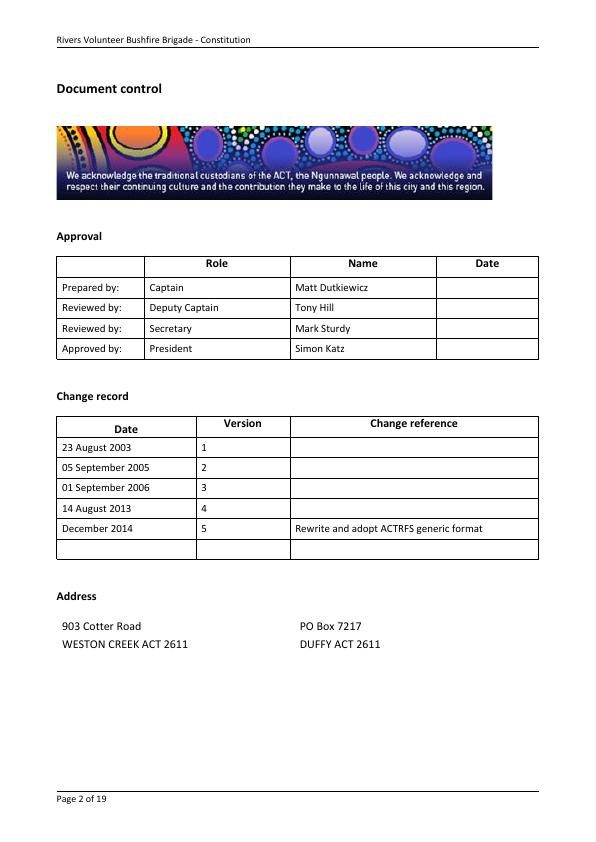 Rivers Volunteer Bushfire Brigade - Constitution
Document control
We acknowledge the traditional custodians of the ACT, the Ngunnawal people. We acknowledge and
respect their continuing culture and the contribution they make to the life of this city and this region.
Approval
Role Name Date
Prepared by: Captain Matt Dutkiewicz
Reviewed by: Deputy Captain Tony Hill
Reviewed by: Secretary Mark Sturdy
Approved by: President Simon Katz
Change record
Date Version Change reference
23 August 2003 1
05 September 2005 2
01 September 2006 3
14 August 2013 4
December 2014 5 Rewrite and adopt ACTRFS generic format
Address
903 Cotter Road PO Box 7217
WESTON CREEK ACT 2611 DUFFY ACT 2611
Page 2 of 19